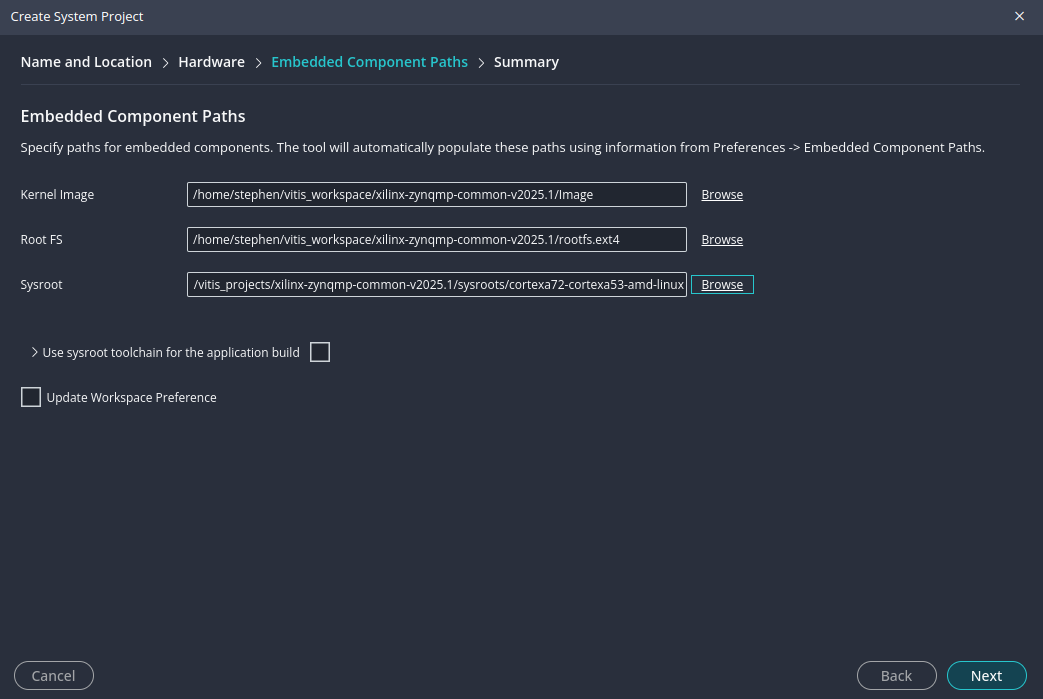 Create System Project
Name and Location > Hardware > Embedded Component Paths > Summary
Embedded Component Paths
Specify paths for embedded components. The tool will automatically populate these paths using information from Preferences -> Embedded Component Paths.
Kernel Image /home/stephen/vitis_workspace/xilinx-zynqmp-common-v2025.1/Image Browse
Root FS /home/stephen/vitis_workspace/xilinx-zynqmp-common-v2025.1/rootfs.ext4 Browse
Sysroot /vitis_projects/xilinx-zynqmp-common-v2025.1/sysroots/cortexa72-cortexa53-amd-linux Browse
> Use sysroot toolchain for the application build
Update Workspace Preference
Cancel Back Next